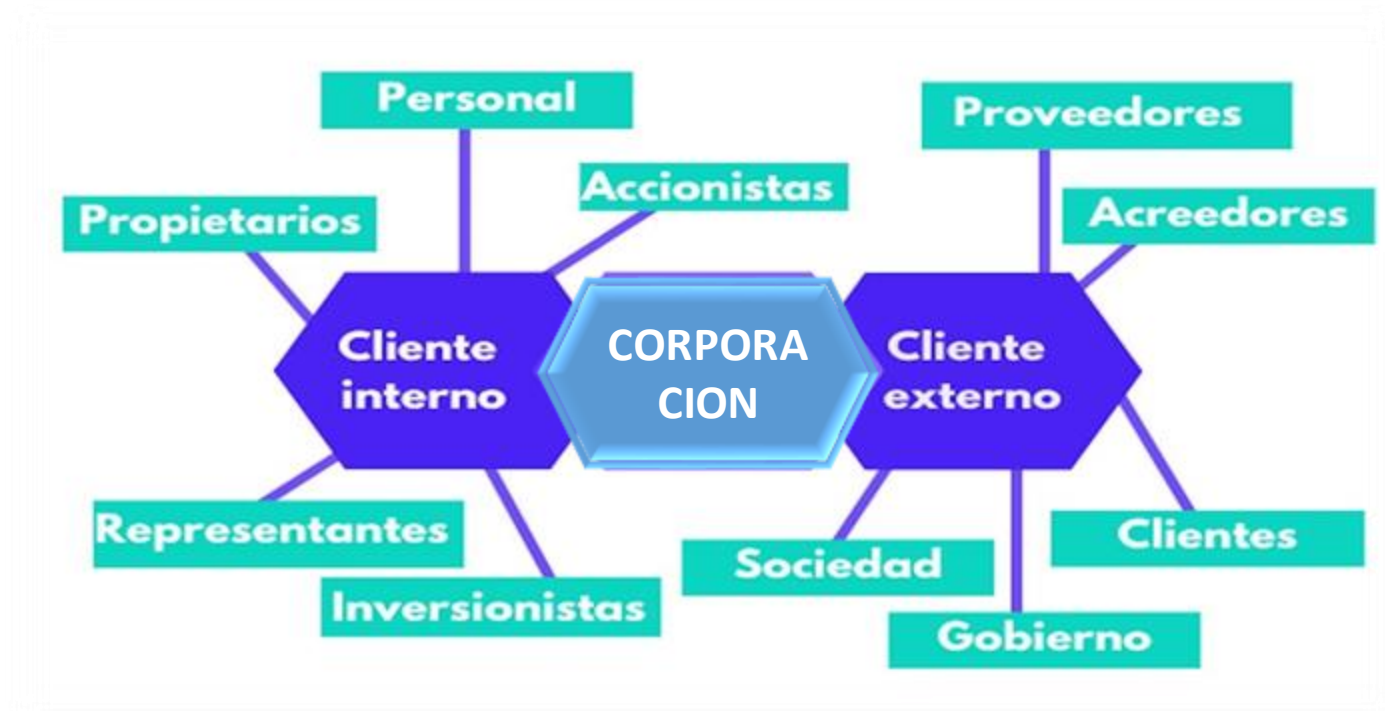 Personal
Proveedores
Accionistas
Acreedores
Propietarios
Cliente
interno
CORPORA
CION
Cliente
externo
Representantes
Clientes
Sociedad
Inversionistas
Gobierno